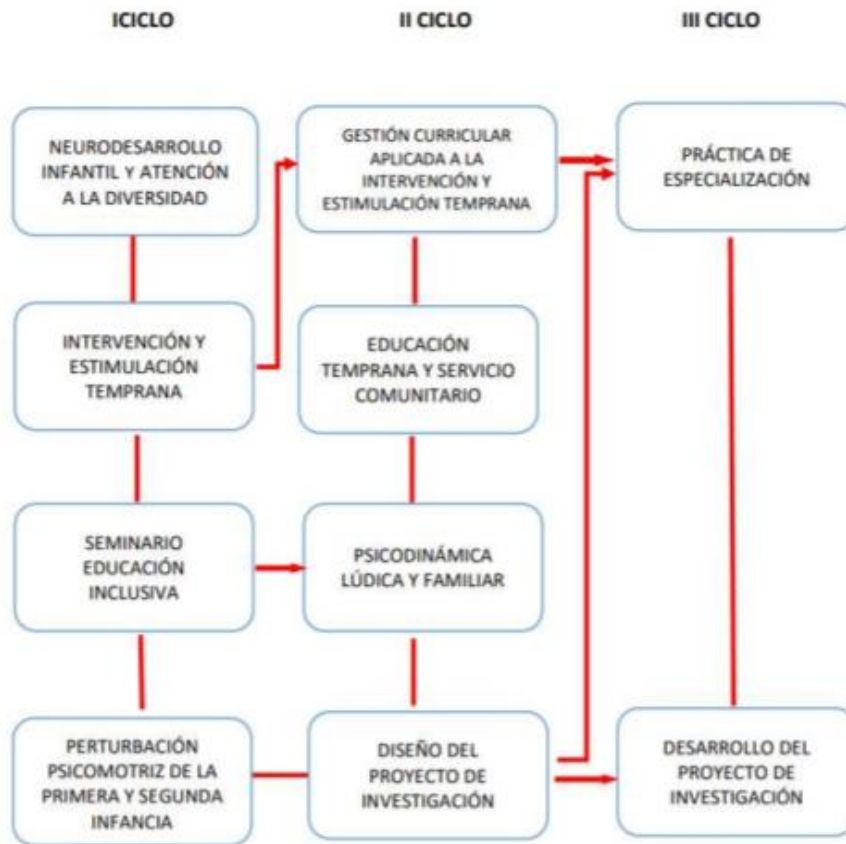 ICICLO
II CICLO
III CICLO
NEURODESARROLLO
INFANTIL Y ATENCIÓN
A LA DIVERSIDAD
GESTIÓN CURRICULAR
APLICADA A LA
INTERVENCIÓN Y
ESTIMULACIÓN TEMPRANA
PRÁCTICA DE
ESPECIALIZACIÓN
INTERVENCIÓN Y
ESTIMULACIÓN
TEMPRANA
EDUCACIÓN
TEMPRANA Y SERVICIO
COMUNITARIO
SEMINARIO
EDUCACIÓN
INCLUSIVA
PSICODINÁMICA
LÚDICA Y FAMILIAR
PERTURBACIÓN
PSICOMOTRIZ DE LA
PRIMERA Y SEGUNDA
INFANCIA
DISEÑO DEL
PROYECTO DE
INVESTIGACIÓN
DESARROLLO DEL
PROYECTO DE
INVESTIGACIÓN